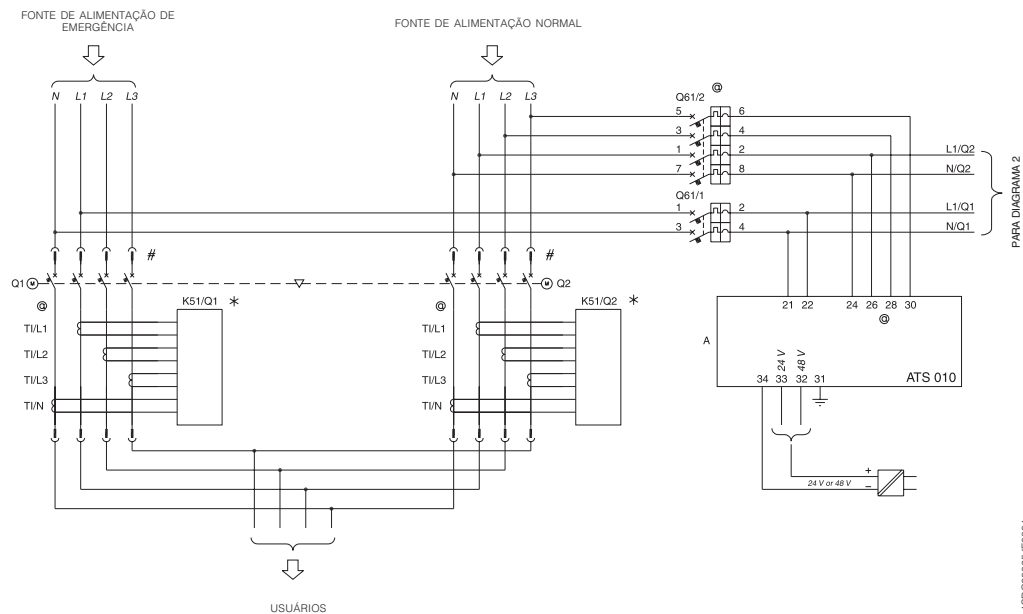 FONTE DE ALIMENTAÇÃO DE
EMERGÊNCIA
FONTE DE ALIMENTAÇÃO NORMAL
N L1 L2 L3
N L1 L2 L3
Q61/2
@
5 6
3 4
1 2
7 8
L1/Q2
N/Q2
Q61/1
1 2
3 4
L1/Q1
N/Q1
PARA DIAGRAMA 2
#
#
Q1 M
M Q2
@
K51/Q1 *
TI/L1
TI/L2
TI/L3
TI/N
@
K51/Q2 *
TI/L1
TI/L2
TI/L3
TI/N
21 22 24 26 28 30
@
A
24 V
48 V
34 33 32 31
ATS 010
+
24 V or 48 V
–
USUÁRIOS